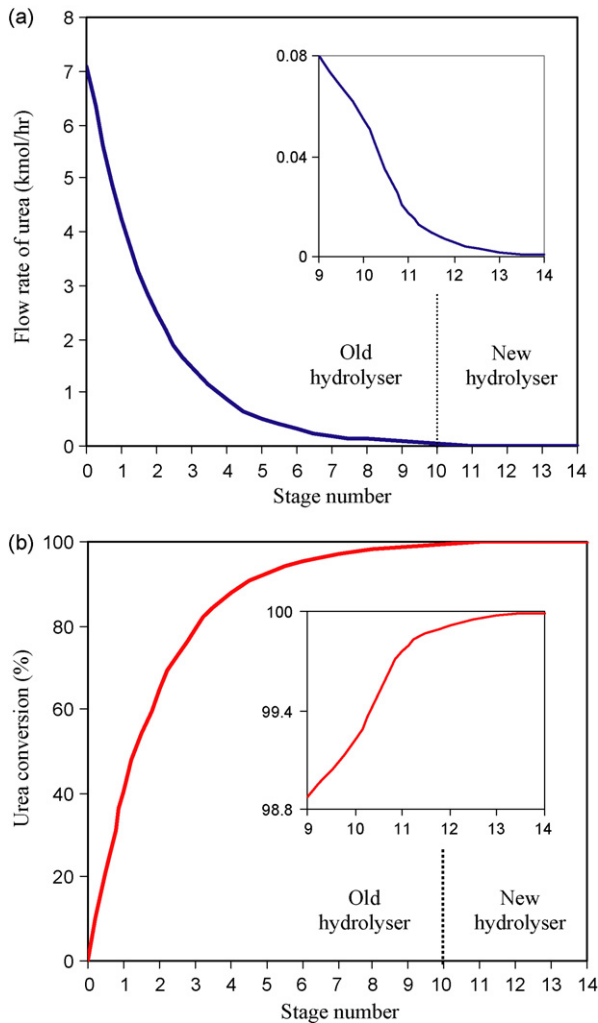 (a)
8
7
6
5
4
3
2
1
0
Flow rate of urea (kmol/hr)
0.08
0.04
0
9 10 11 12 13 14
Old
hydrolyser
New
hydrolyser
0 1 2 3 4 5 6 7 8 9 10 11 12 13 14
Stage number
(b)
100
80
60
40
20
0
Urea conversion (%)
100
99.4
98.8
9 10 11 12 13 14
Old
hydrolyser
New
hydrolyser
0 1 2 3 4 5 6 7 8 9 10 11 12 13 14
Stage number